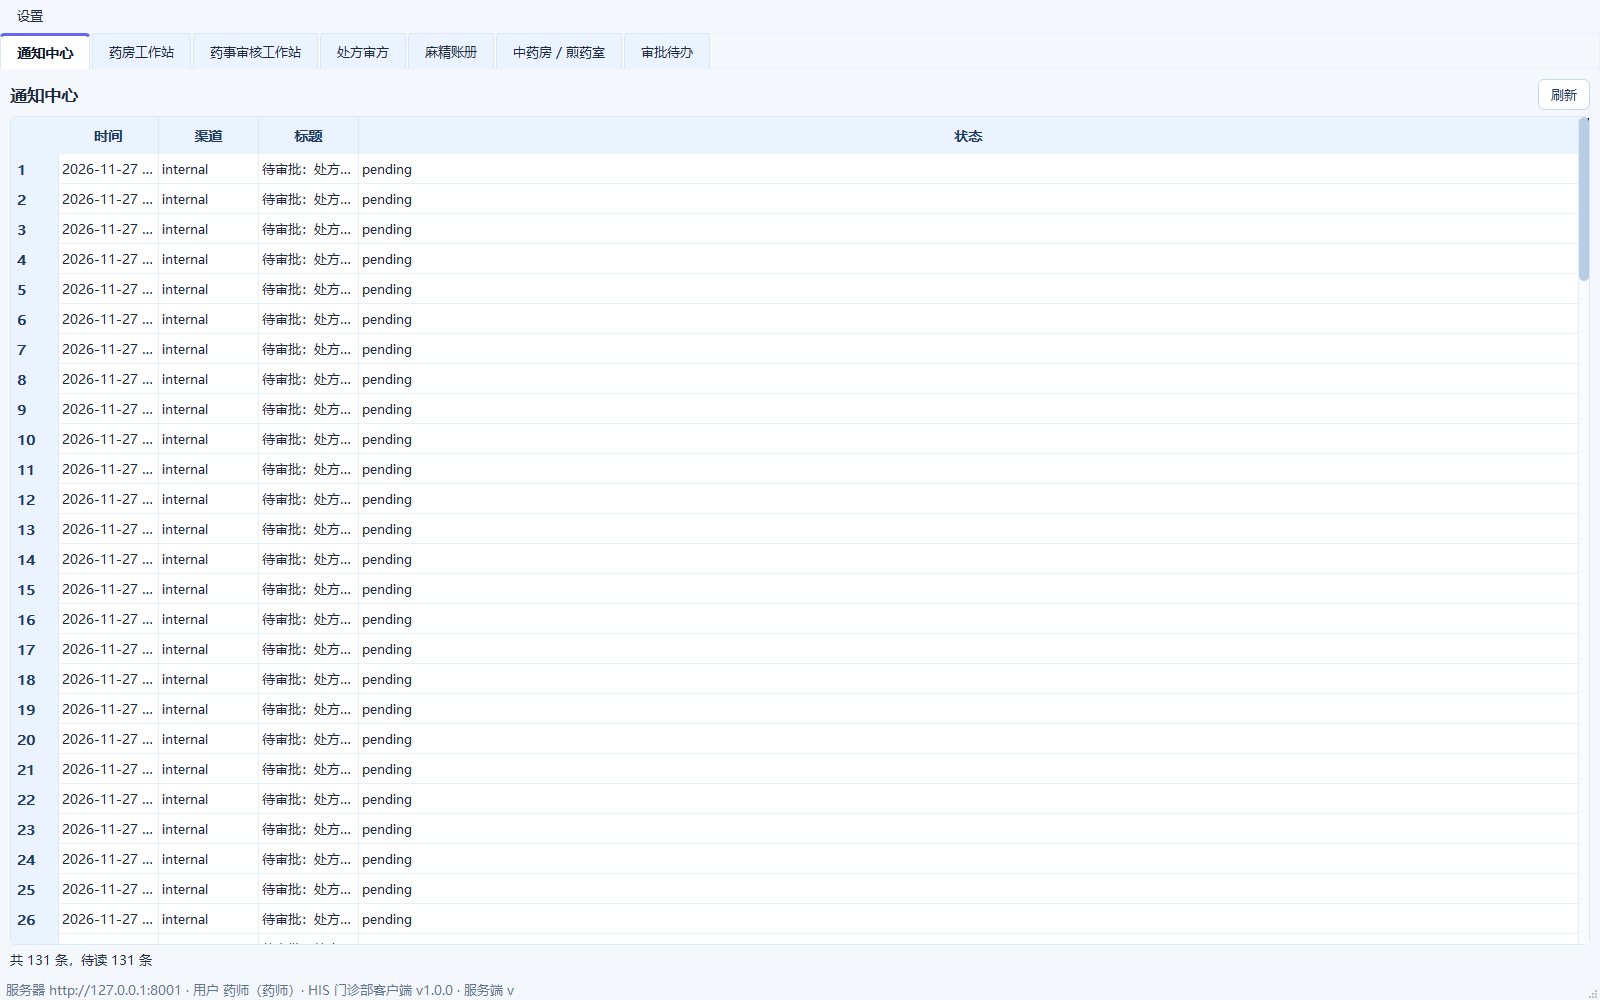 设置
通知中心 药房工作站 药事审核工作站 处方审方 麻精账册 中药房 / 煎药室 审批待办
通知中心 刷新
时间 渠道 标题 状态
1 2026-11-27 ... internal 待审批：处方... pending
2 2026-11-27 ... internal 待审批：处方... pending
3 2026-11-27 ... internal 待审批：处方... pending
4 2026-11-27 ... internal 待审批：处方... pending
5 2026-11-27 ... internal 待审批：处方... pending
6 2026-11-27 ... internal 待审批：处方... pending
7 2026-11-27 ... internal 待审批：处方... pending
8 2026-11-27 ... internal 待审批：处方... pending
9 2026-11-27 ... internal 待审批：处方... pending
10 2026-11-27 ... internal 待审批：处方... pending
11 2026-11-27 ... internal 待审批：处方... pending
12 2026-11-27 ... internal 待审批：处方... pending
13 2026-11-27 ... internal 待审批：处方... pending
14 2026-11-27 ... internal 待审批：处方... pending
15 2026-11-27 ... internal 待审批：处方... pending
16 2026-11-27 ... internal 待审批：处方... pending
17 2026-11-27 ... internal 待审批：处方... pending
18 2026-11-27 ... internal 待审批：处方... pending
19 2026-11-27 ... internal 待审批：处方... pending
20 2026-11-27 ... internal 待审批：处方... pending
21 2026-11-27 ... internal 待审批：处方... pending
22 2026-11-27 ... internal 待审批：处方... pending
23 2026-11-27 ... internal 待审批：处方... pending
24 2026-11-27 ... internal 待审批：处方... pending
25 2026-11-27 ... internal 待审批：处方... pending
26 2026-11-27 ... internal 待审批：处方... pending
共 131 条，待读 131 条
服务器 http://127.0.0.1:8001 · 用户 药师（药师） · HIS 门诊部客户端 v1.0.0 · 服务端 v